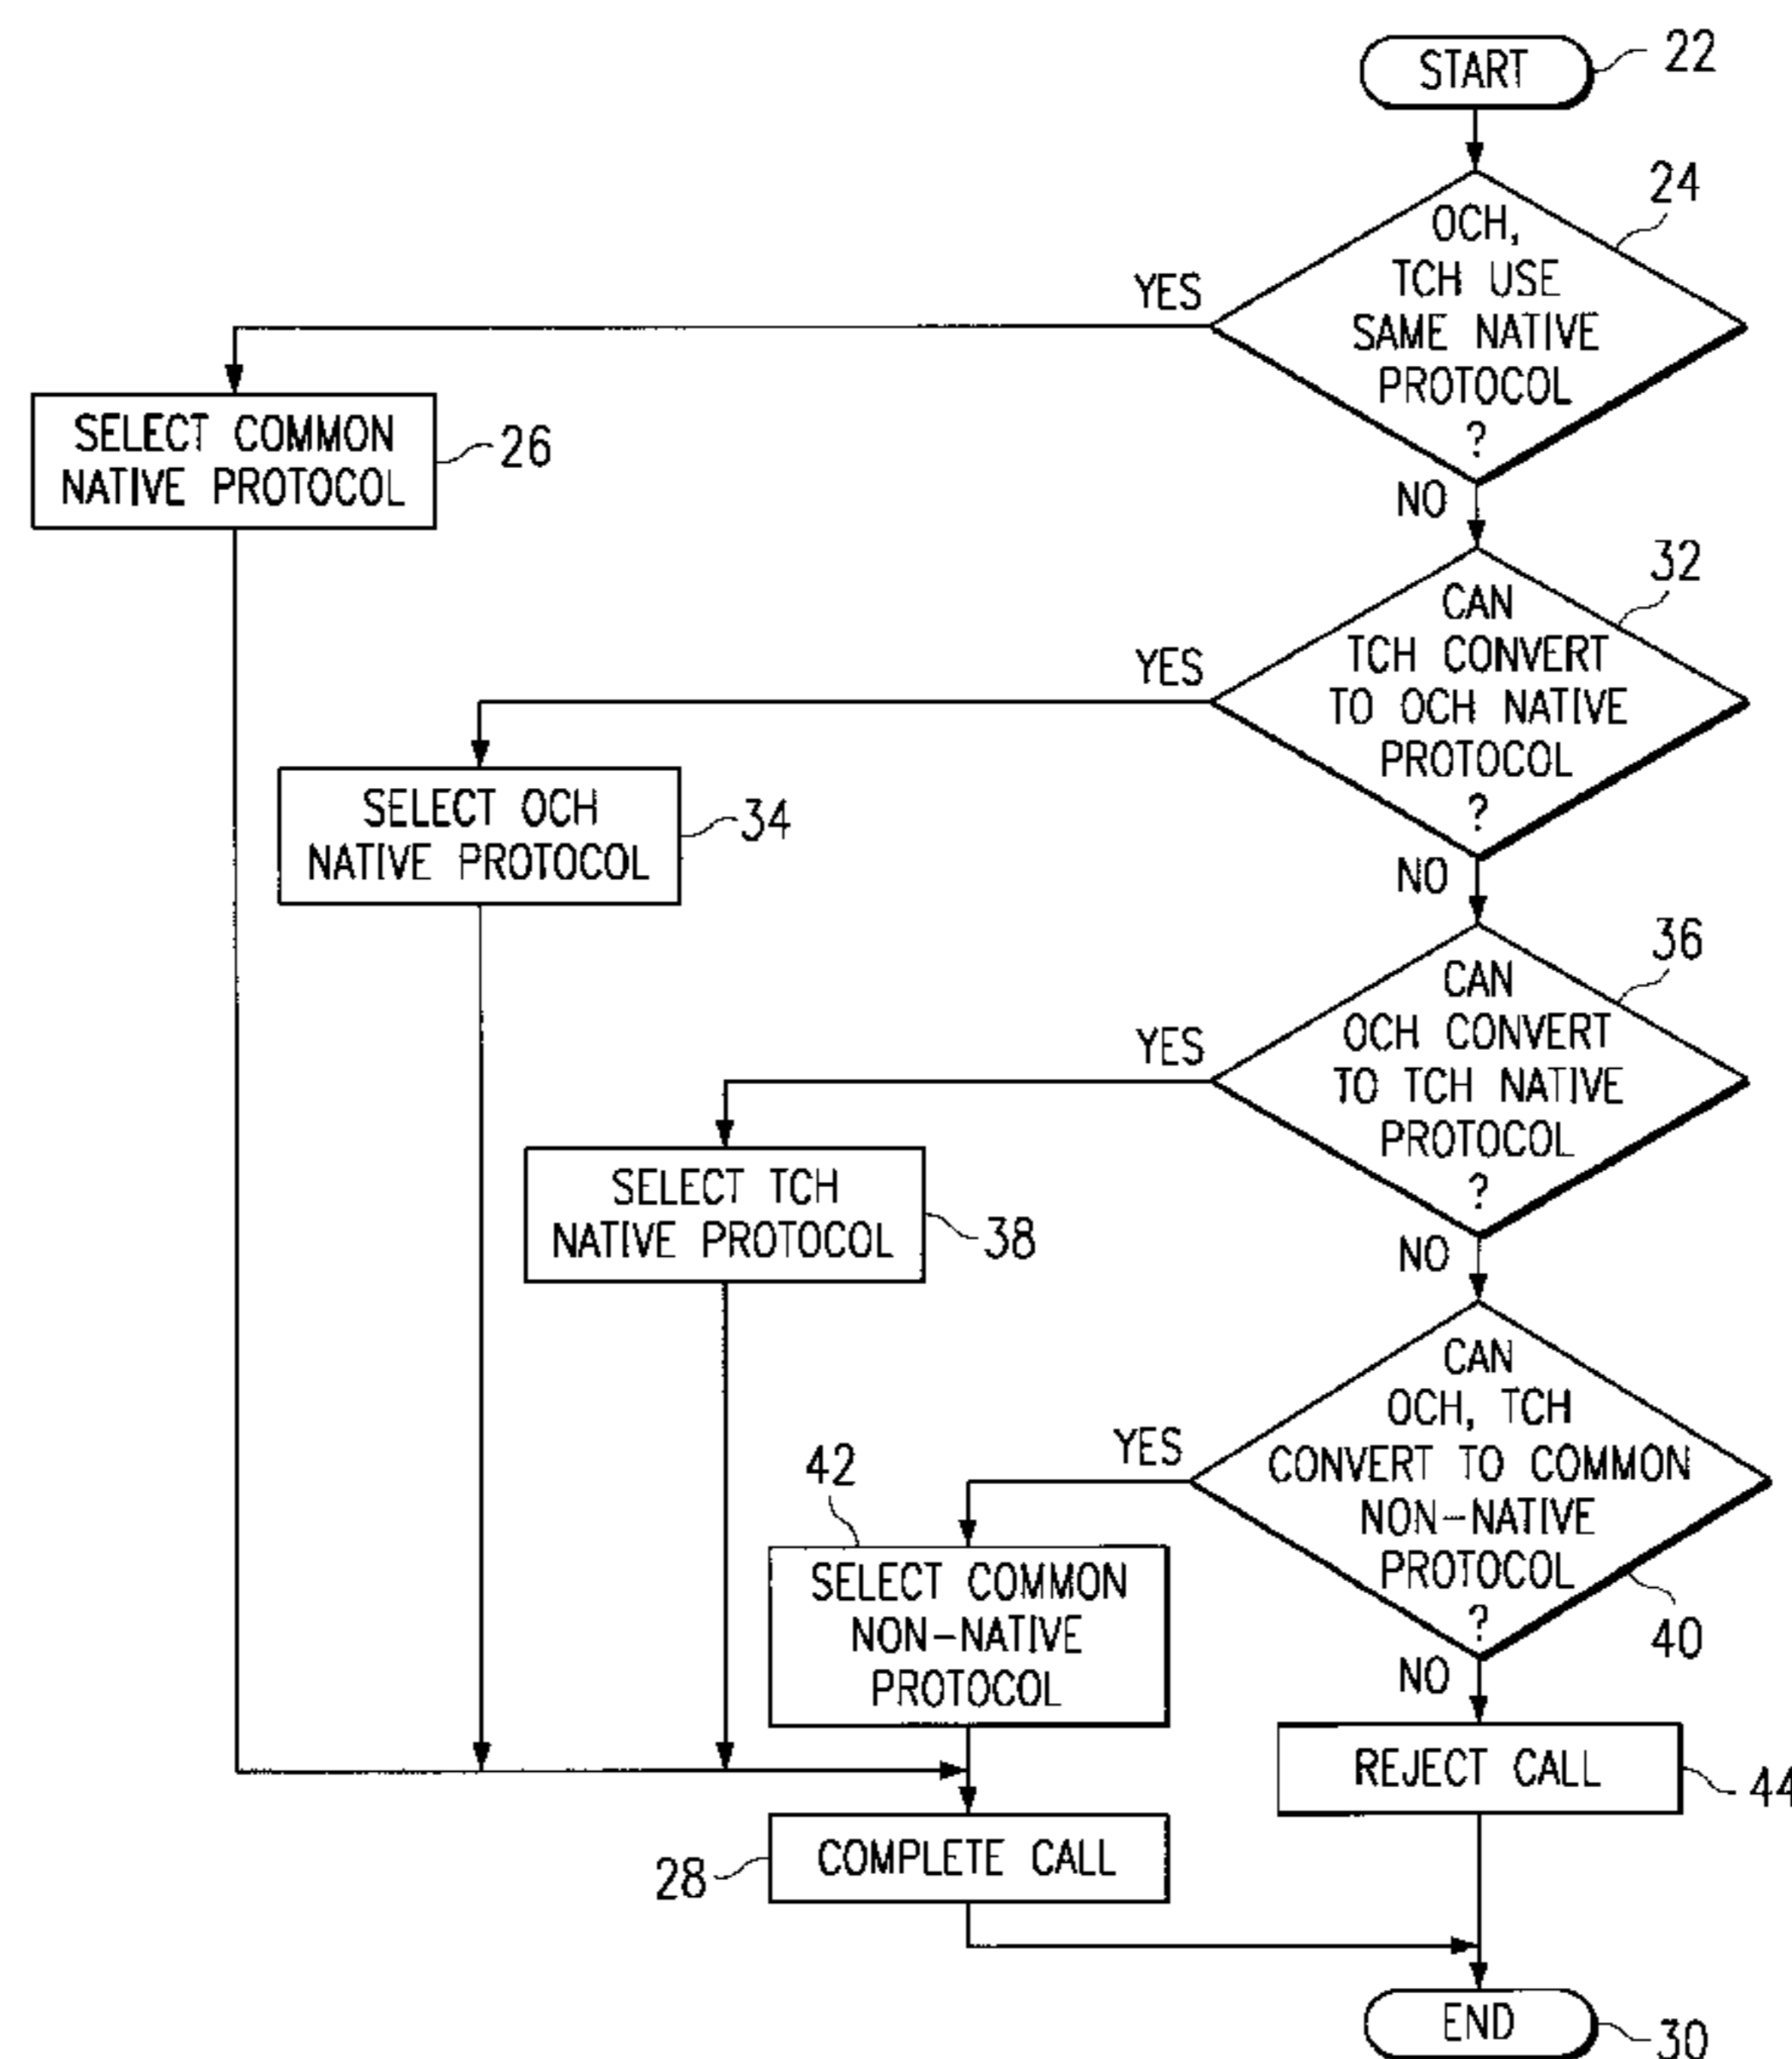 START
22
24
OCH,
TCH USE
SAME NATIVE
PROTOCOL
?
YES
NO
SELECT COMMON
NATIVE PROTOCOL
26
32
CAN
TCH CONVERT
TO OCH NATIVE
PROTOCOL
?
YES
NO
SELECT OCH
NATIVE PROTOCOL
34
36
CAN
OCH CONVERT
TO TCH NATIVE
PROTOCOL
?
YES
NO
SELECT TCH
NATIVE PROTOCOL
38
CAN
OCH, TCH
CONVERT TO COMMON
NON-NATIVE
PROTOCOL
?
40
YES
NO
42
SELECT COMMON
NON-NATIVE
PROTOCOL
REJECT CALL
44
COMPLETE CALL
28
END
30